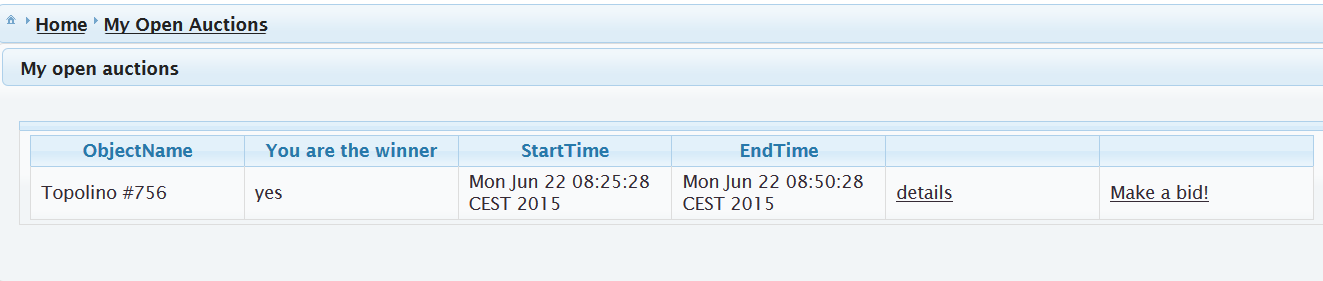 Home My Open Auctions
My open auctions
ObjectName You are the winner StartTime EndTime
Topolino #756 yes Mon Jun 22 08:25:28 CEST 2015 Mon Jun 22 08:50:28 CEST 2015 details Make a bid!